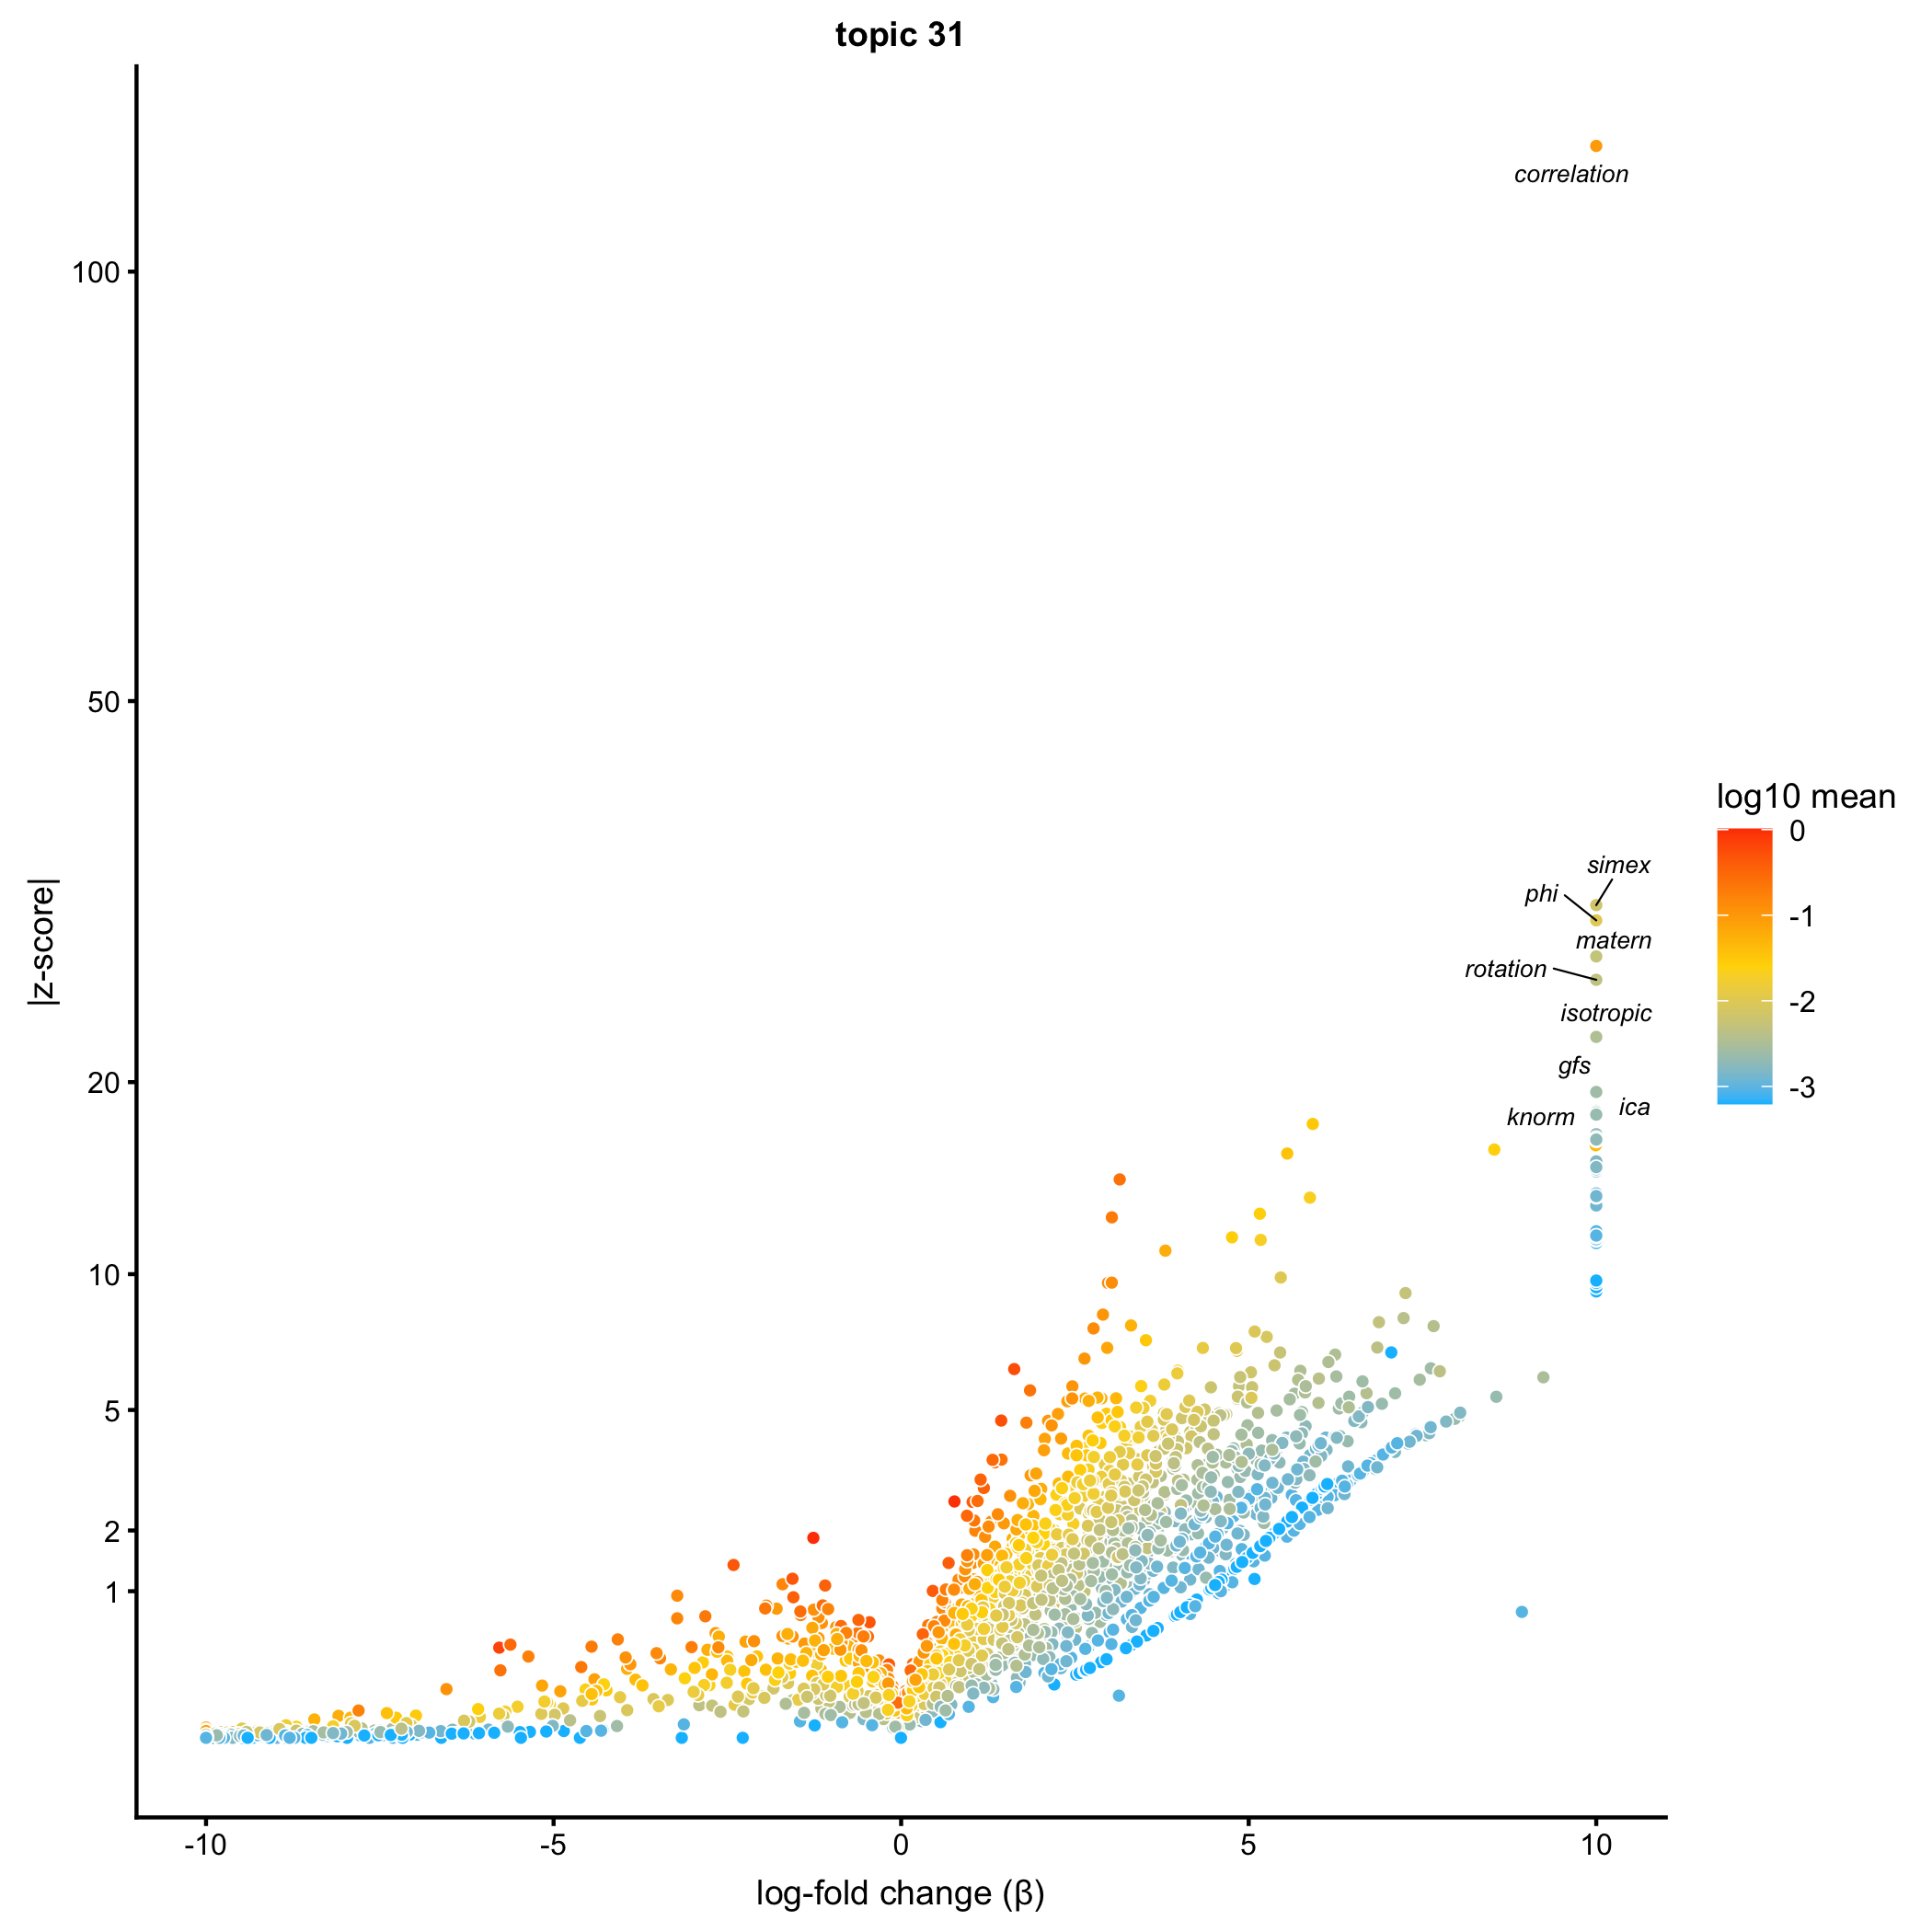 topic 31
|z-score|
100
50
20
10
5
2
1
correlation
simex
phi
matern
rotation
isotropic
gfs
ica
knorm
-10
-5
0
5
10
log-fold change (β)
log10 mean
0
-1
-2
-3